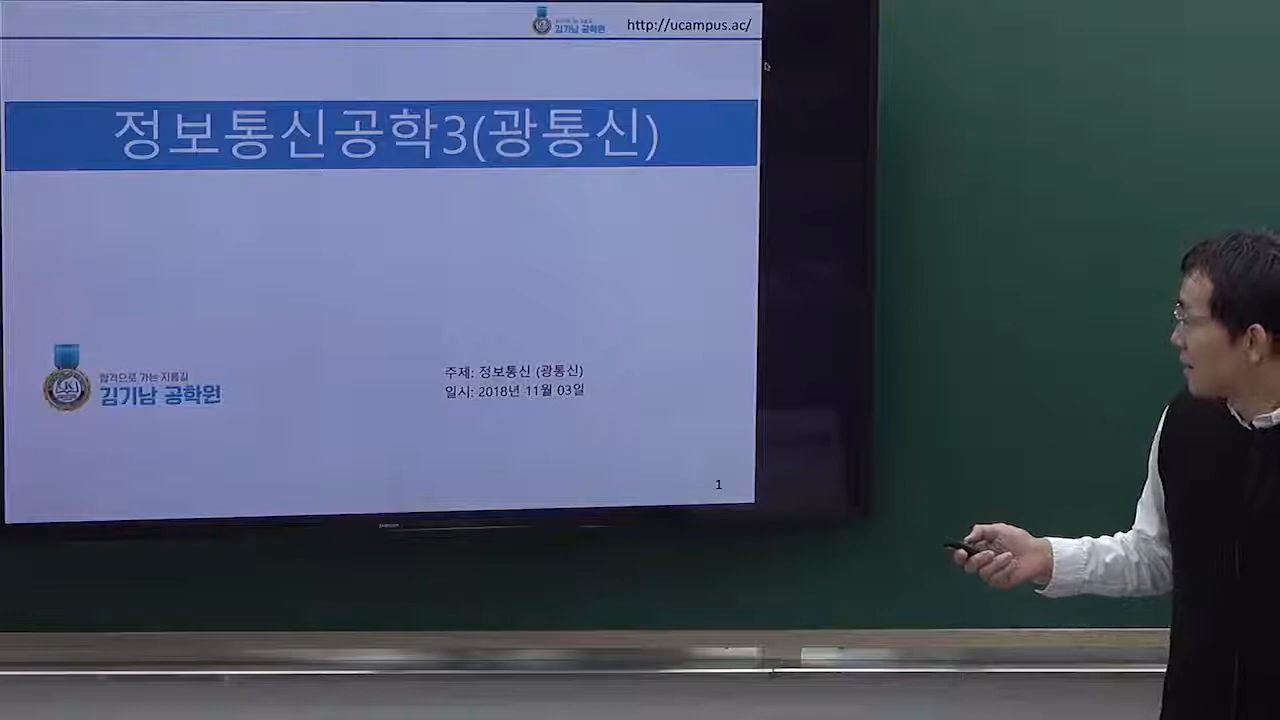 김기남 공학원
http://ucampus.ac/
정보통신공학3(광통신)
합격으로 가는 지름길
김기남 공학원
주제: 정보통신 (광통신)
일시: 2018년 11월 03일
1